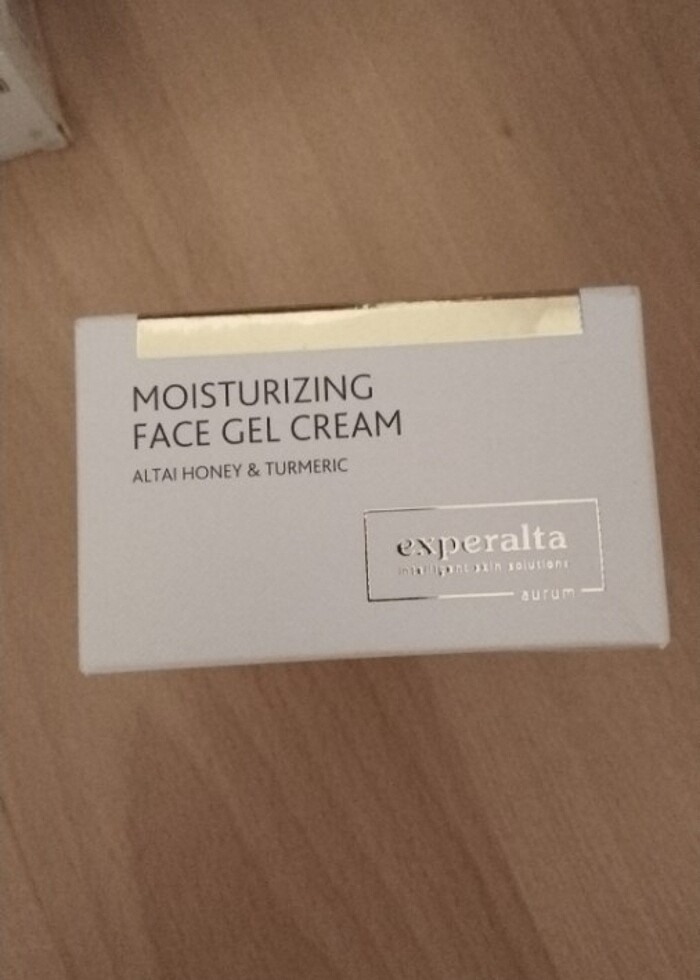 MOISTURIZING
FACE GEL CREAM
ALTAI HONEY & TURMERIC
experalta
intelligent skin solutions
aurum